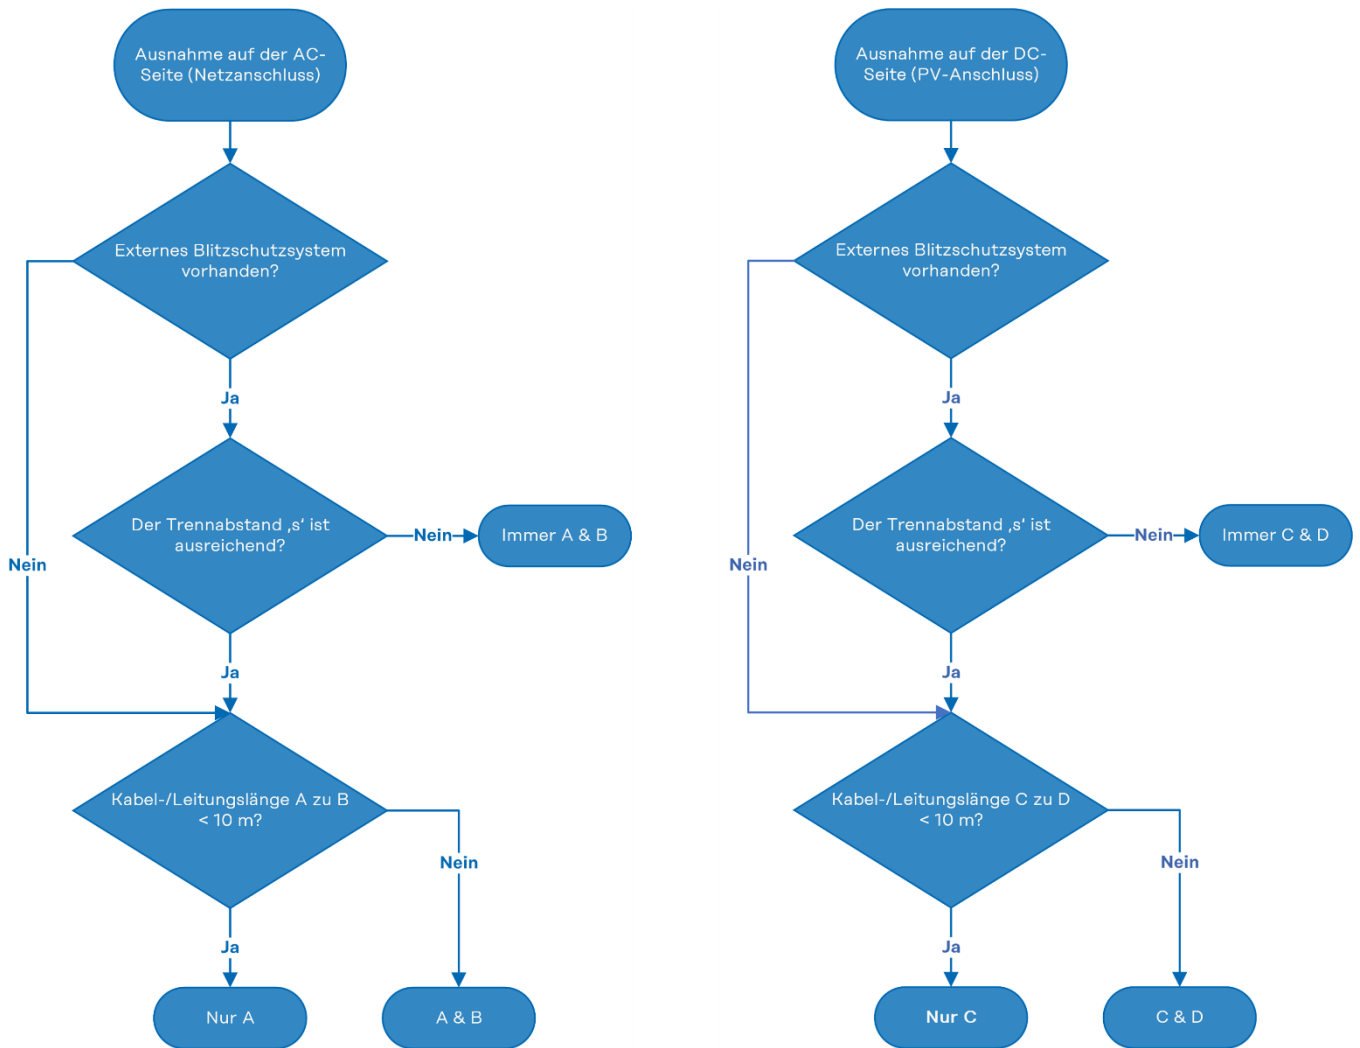 Ausnahme auf der AC-
Seite (Netzanschluss)
Externes Blitzschutzsystem
vorhanden?
Ja
Der Trennabstand ‚s‘ ist
ausreichend?
Nein
Immer A & B
Nein
Ja
Kabel-/Leitungslänge A zu B
< 10 m?
Nein
Ja
Nur A
A & B
Ausnahme auf der DC-
Seite (PV-Anschluss)
Externes Blitzschutzsystem
vorhanden?
Ja
Der Trennabstand ‚s‘ ist
ausreichend?
Nein
Immer C & D
Nein
Ja
Kabel-/Leitungslänge C zu D
< 10 m?
Nein
Ja
Nur C
C & D